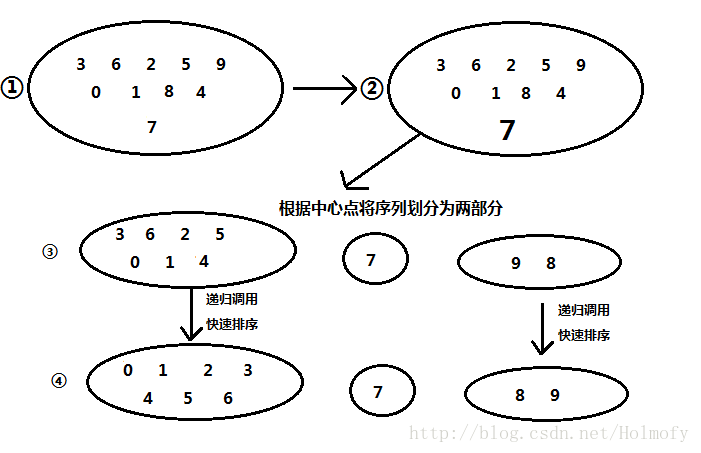 ① 3 6 2 5 9
0 1 8 4
7
② 3 6 2 5 9
0 1 8 4
7
根据中心点将序列划分为两部分
③ 3 6 2 5
0 1 4
7
9 8
递归调用
快速排序
递归调用
快速排序
④ 0 1 2 3
4 5 6
7
8 9
http://blog.csdn.net/Holmofy